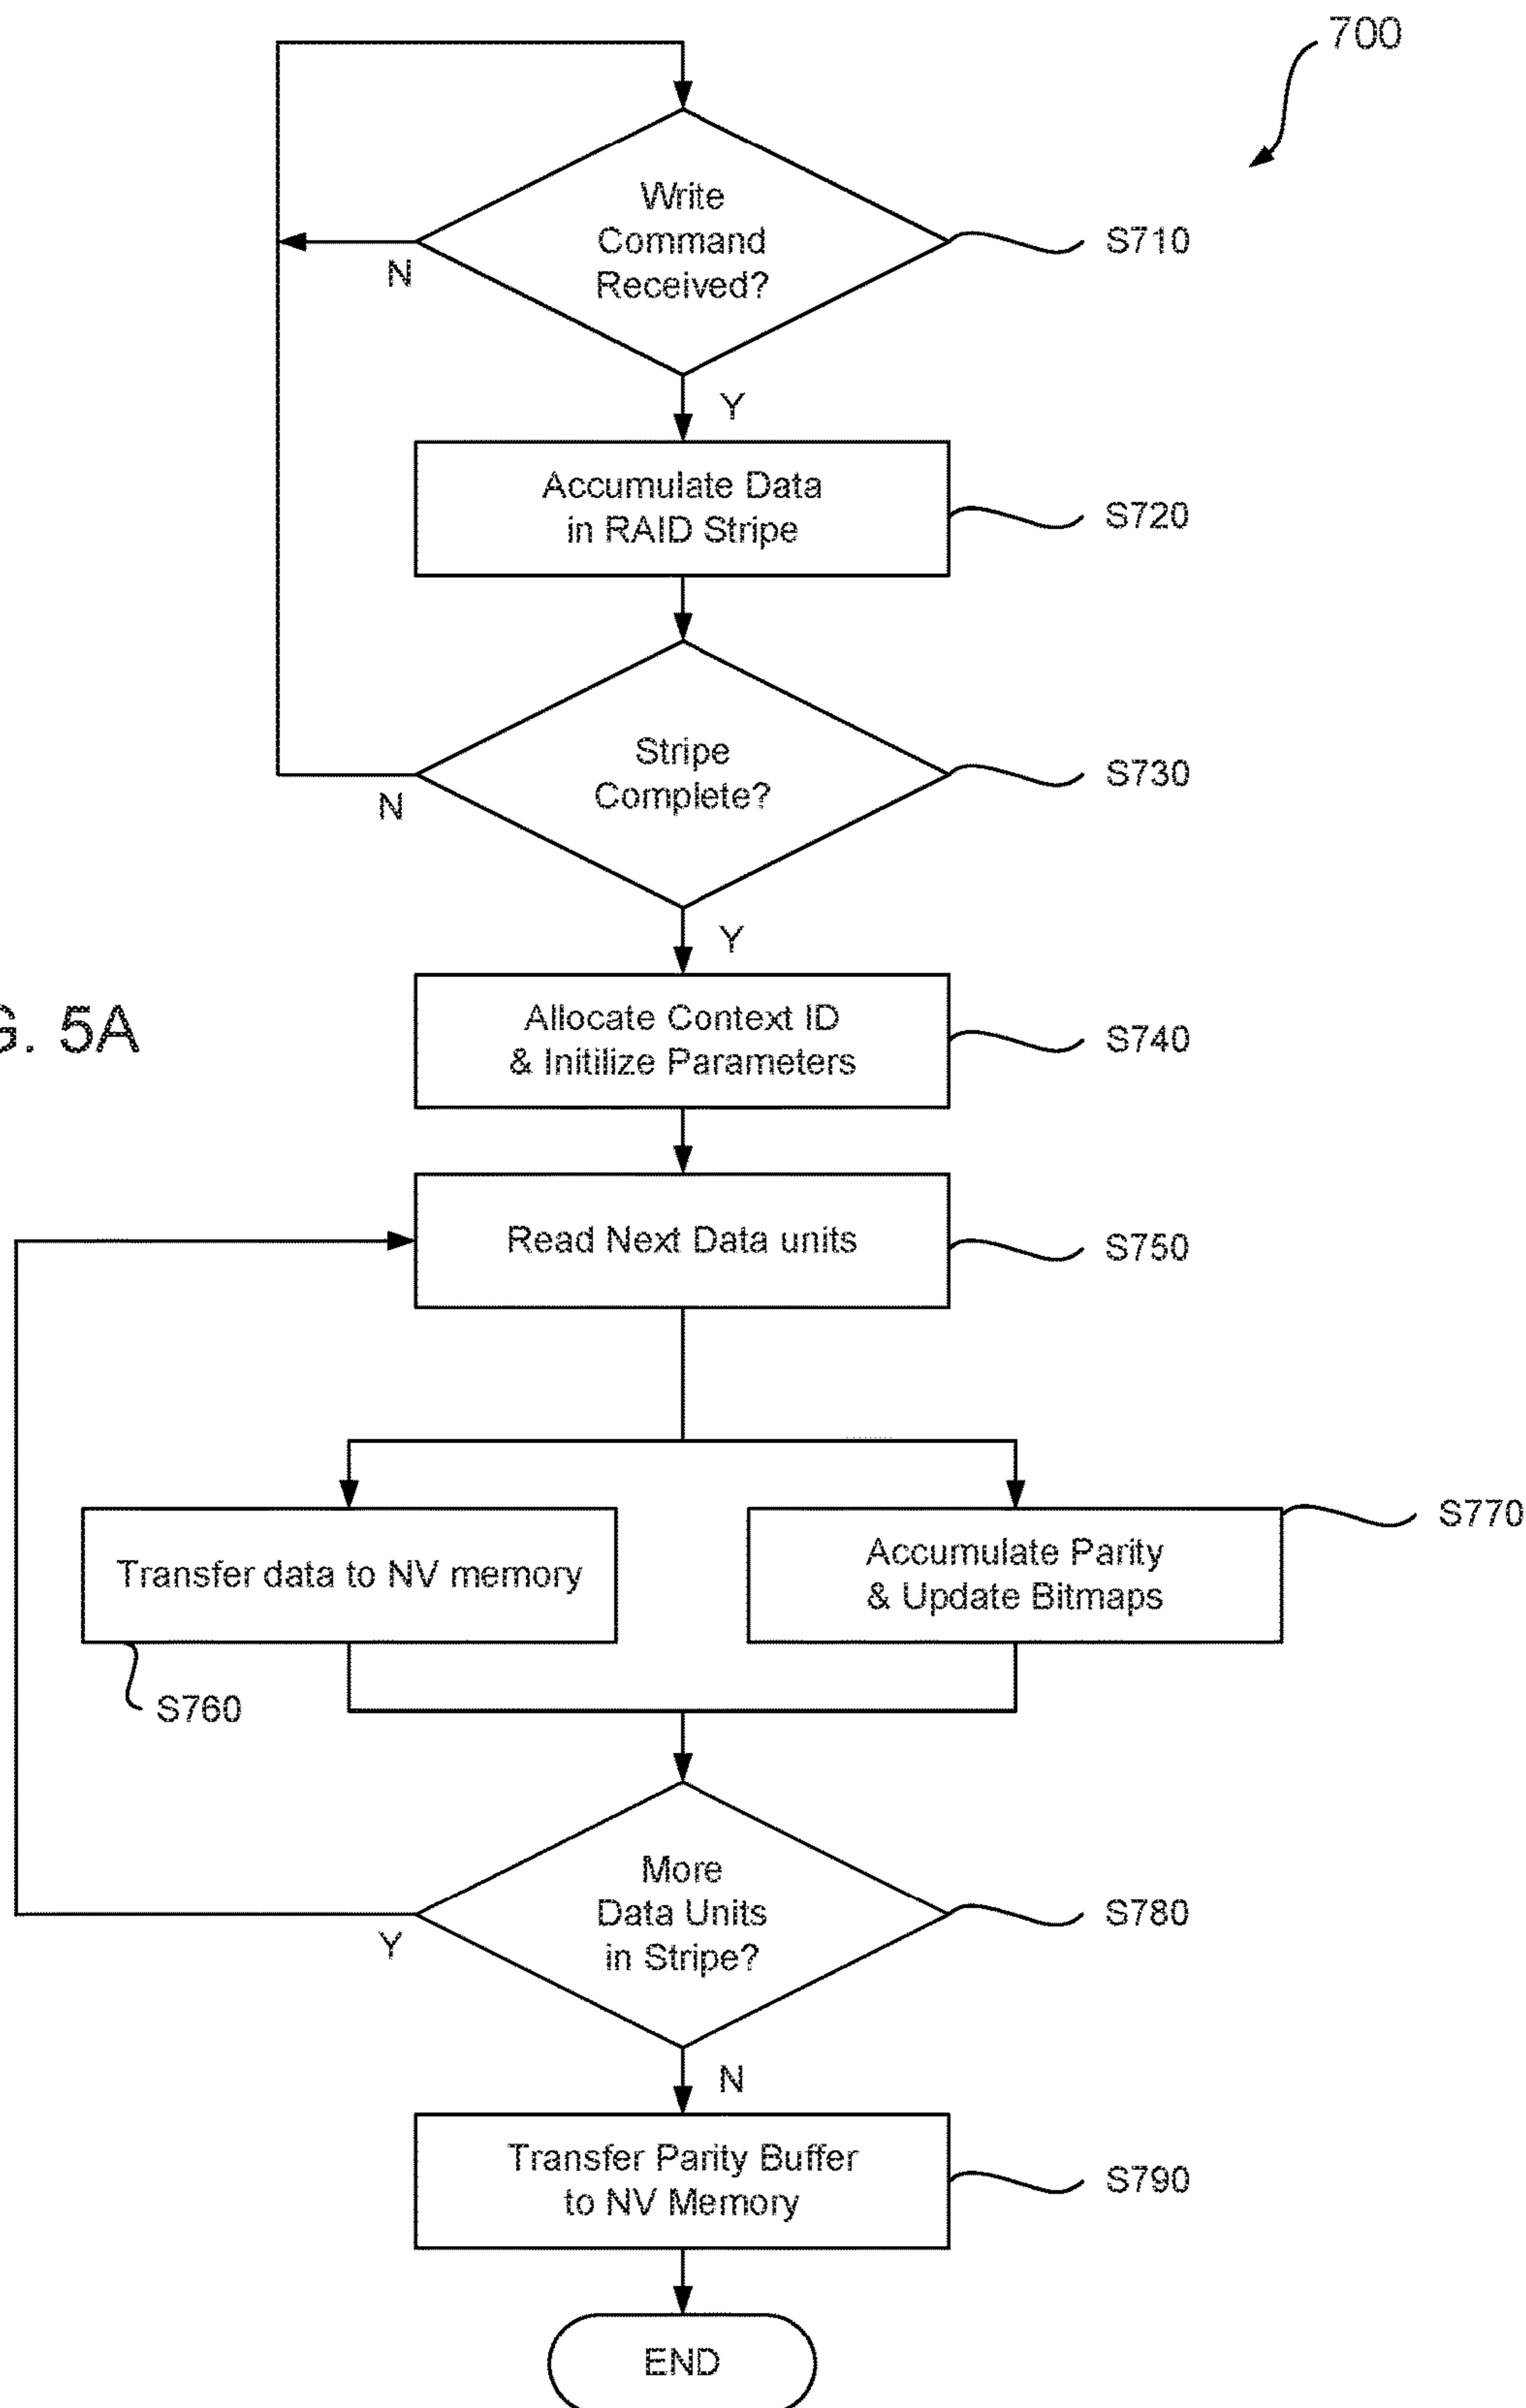 700
Write
Command
Received?
S710
N
Y
Accumulate Data
in RAID Stripe
S720
Stripe
Complete?
S730
N
Y
G. 5A
Allocate Context ID
& Initilize Parameters
S740
Read Next Data units
S750
Transfer data to NV memory
S760
Accumulate Parity
& Update Bitmaps
S770
More
Data Units
in Stripe?
S780
Y
N
Transfer Parity Buffer
to NV Memory
S790
END